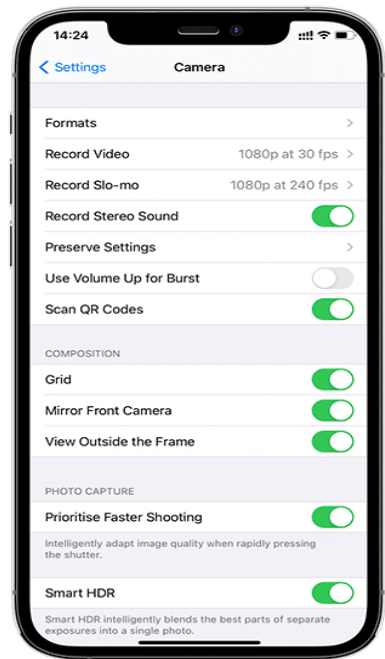 14:24
Settings Camera
Formats
Record Video 1080p at 30 fps
Record Slo-mo 1080p at 240 fps
Record Stereo Sound
Preserve Settings
Use Volume Up for Burst
Scan QR Codes
COMPOSITION
Grid
Mirror Front Camera
View Outside the Frame
PHOTO CAPTURE
Prioritise Faster Shooting
Intelligently adapt image quality when rapidly pressing
the shutter.
Smart HDR
Smart HDR intelligently blends the best parts of separate
exposures into a single photo.